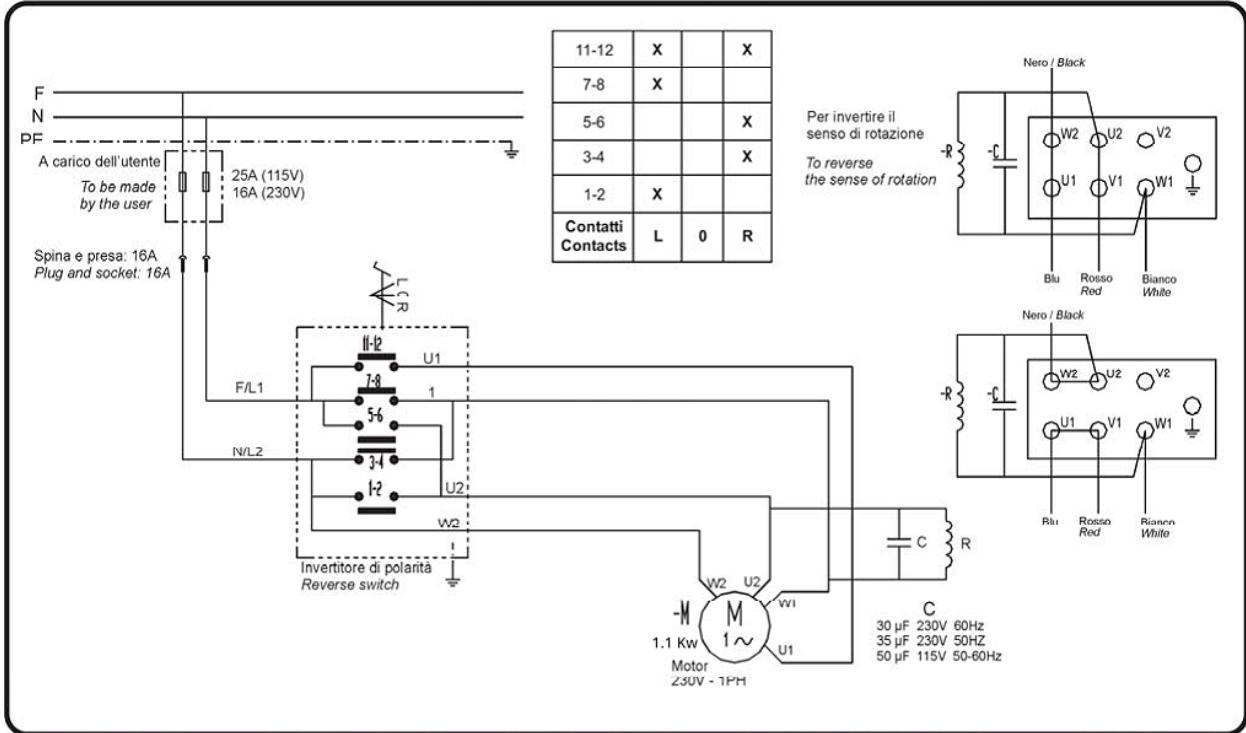 F
N
PE
A carico dell'utente
To be made
by the user
25A (115V)
16A (230V)
Spina e presa: 16A
Plug and socket: 16A
11-12 X X
7-8 X
5-6 X
3-4 X
1-2 X
Contatti
Contacts L 0 R
Per invertire il
senso di rotazione
To reverse
the sense of rotation
Nero / Black
-R
-C
W2 U2 V2
U1 V1 W1
Blu Rosso Bianco
Red White
Nero / Black
-R
-C
W2 U2 V2
U1 V1 W1
Blu Rosso Bianco
Red White
L 0 R
11-12
U1
7-8
F/L1
1
5-6
N/L2
3-4
1-2
U2
W2
Invertitore di polarità
Reverse switch
C R
W2 U2
W1
-M
M
1~
1.1 Kw
U1
Motor
230V - 1PH
C
30 µF 230V 60Hz
35 µF 230V 50HZ
50 µF 115V 50-60Hz